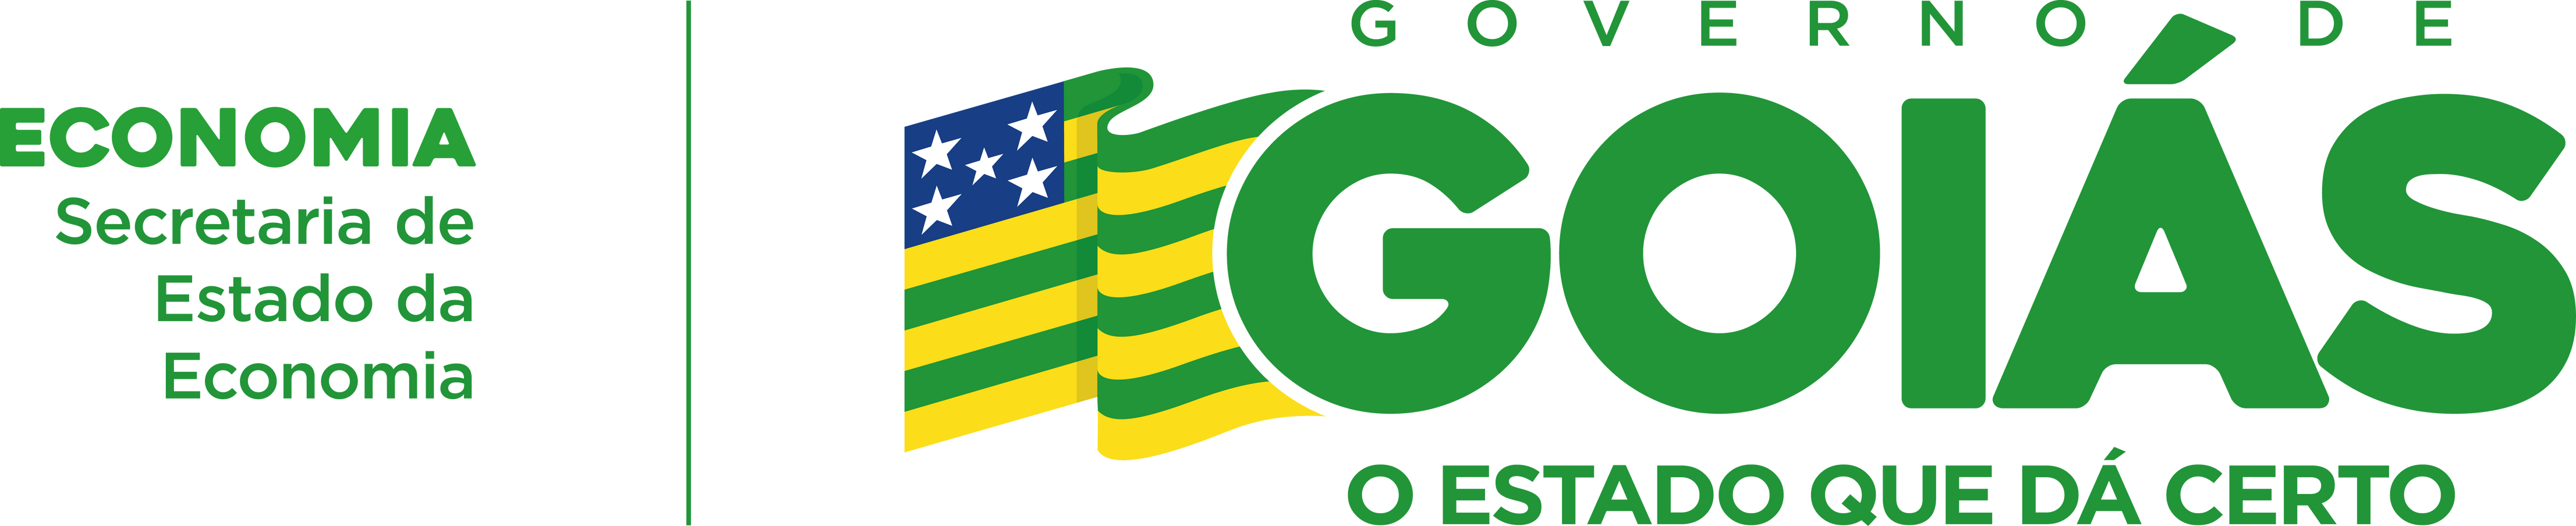 ECONOMIA
Secretaria de
Estado da
Economia
GOVERNO DE
GOIÁS
O ESTADO QUE DÁ CERTO